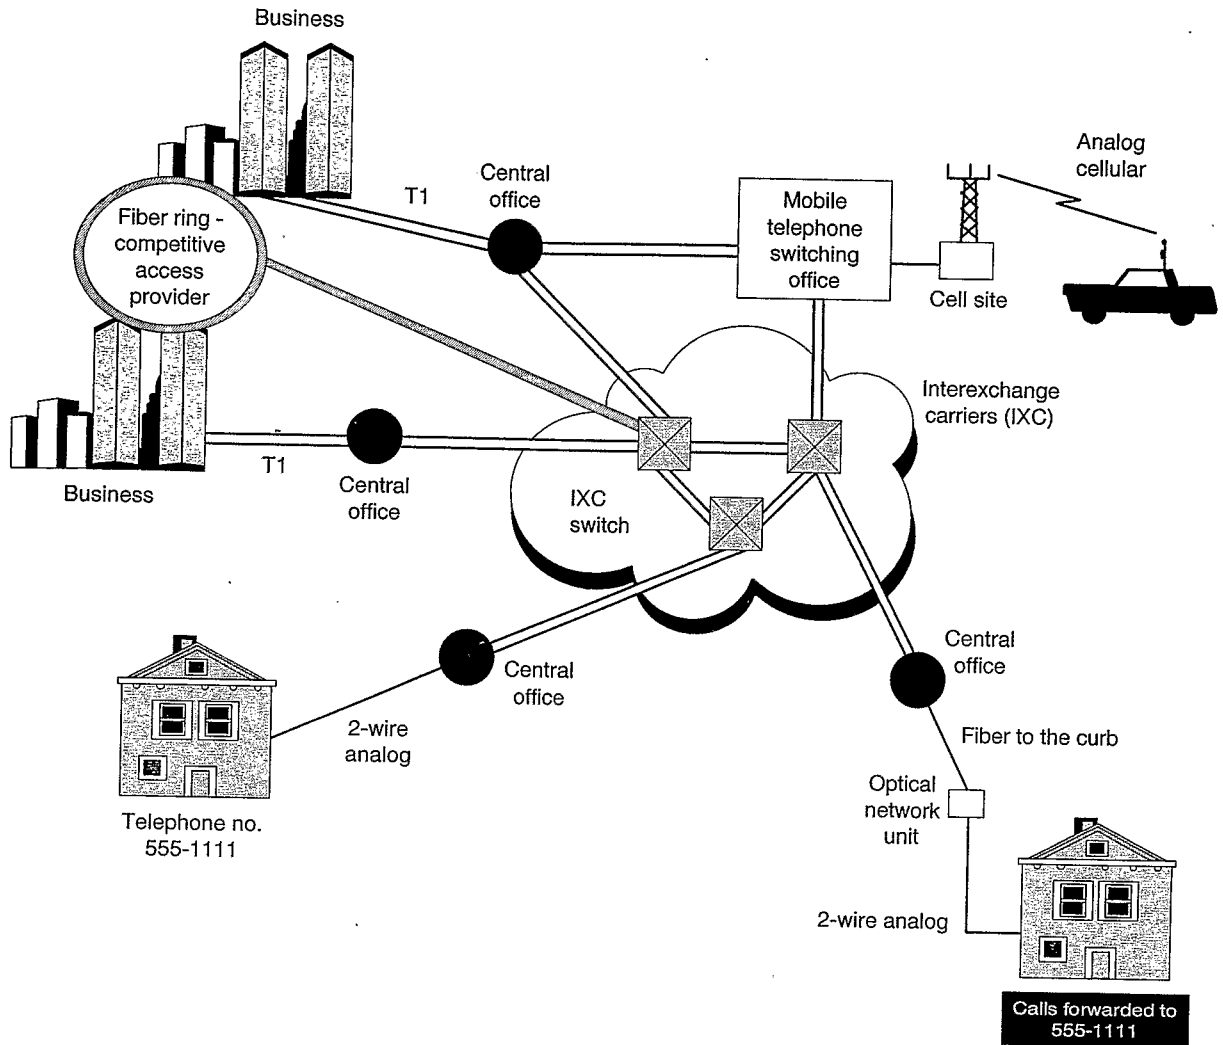 Business
T1
Central
office
Fiber ring -
competitive
access
provider
Mobile
telephone
switching
office
Analog
cellular
Cell site
Interexchange
carriers (IXC)
T1
Business
Central
office
IXC
switch
Central
office
2-wire
analog
Telephone no.
555-1111
Central
office
Fiber to the curb
Optical
network
unit
2-wire analog
Calls forwarded to
555-1111